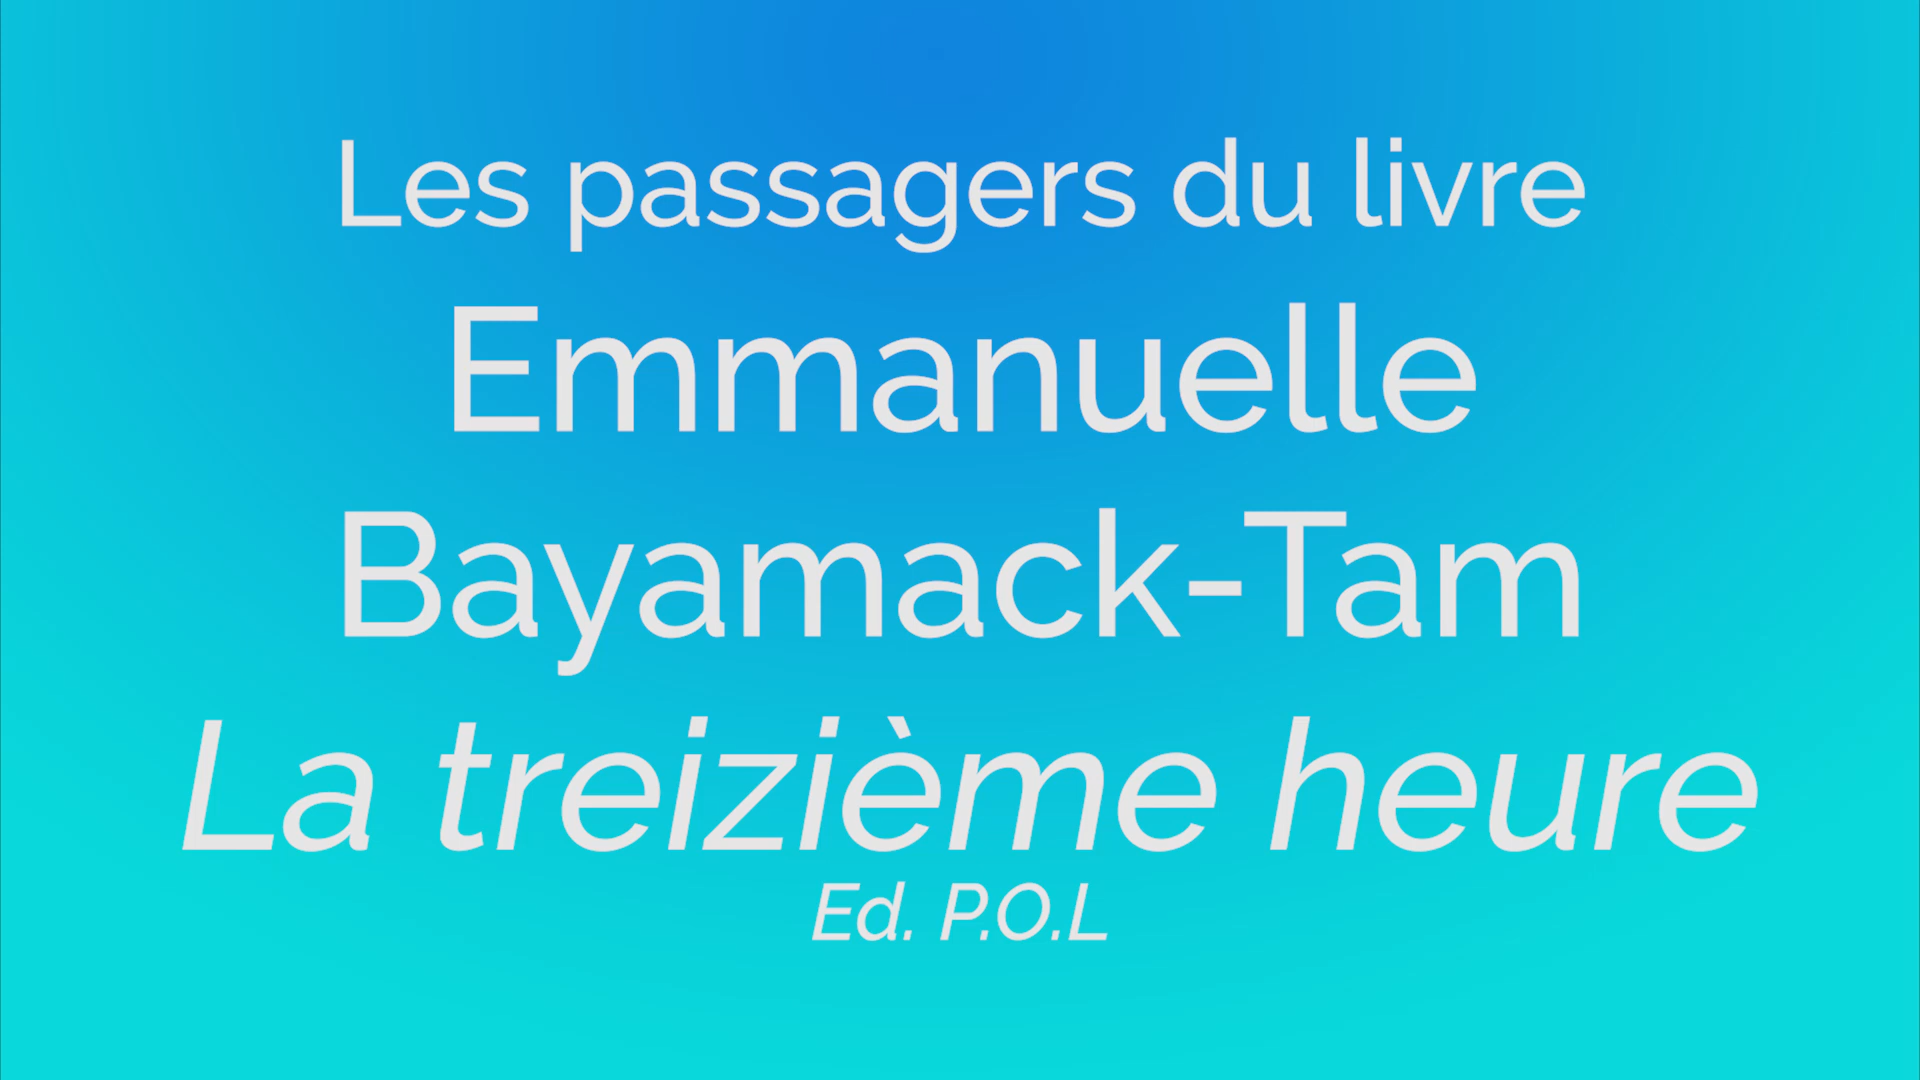 Les passagers du livre
Emmanuelle
Bayamack-Tam
La treizième heure
Ed. P.O.L